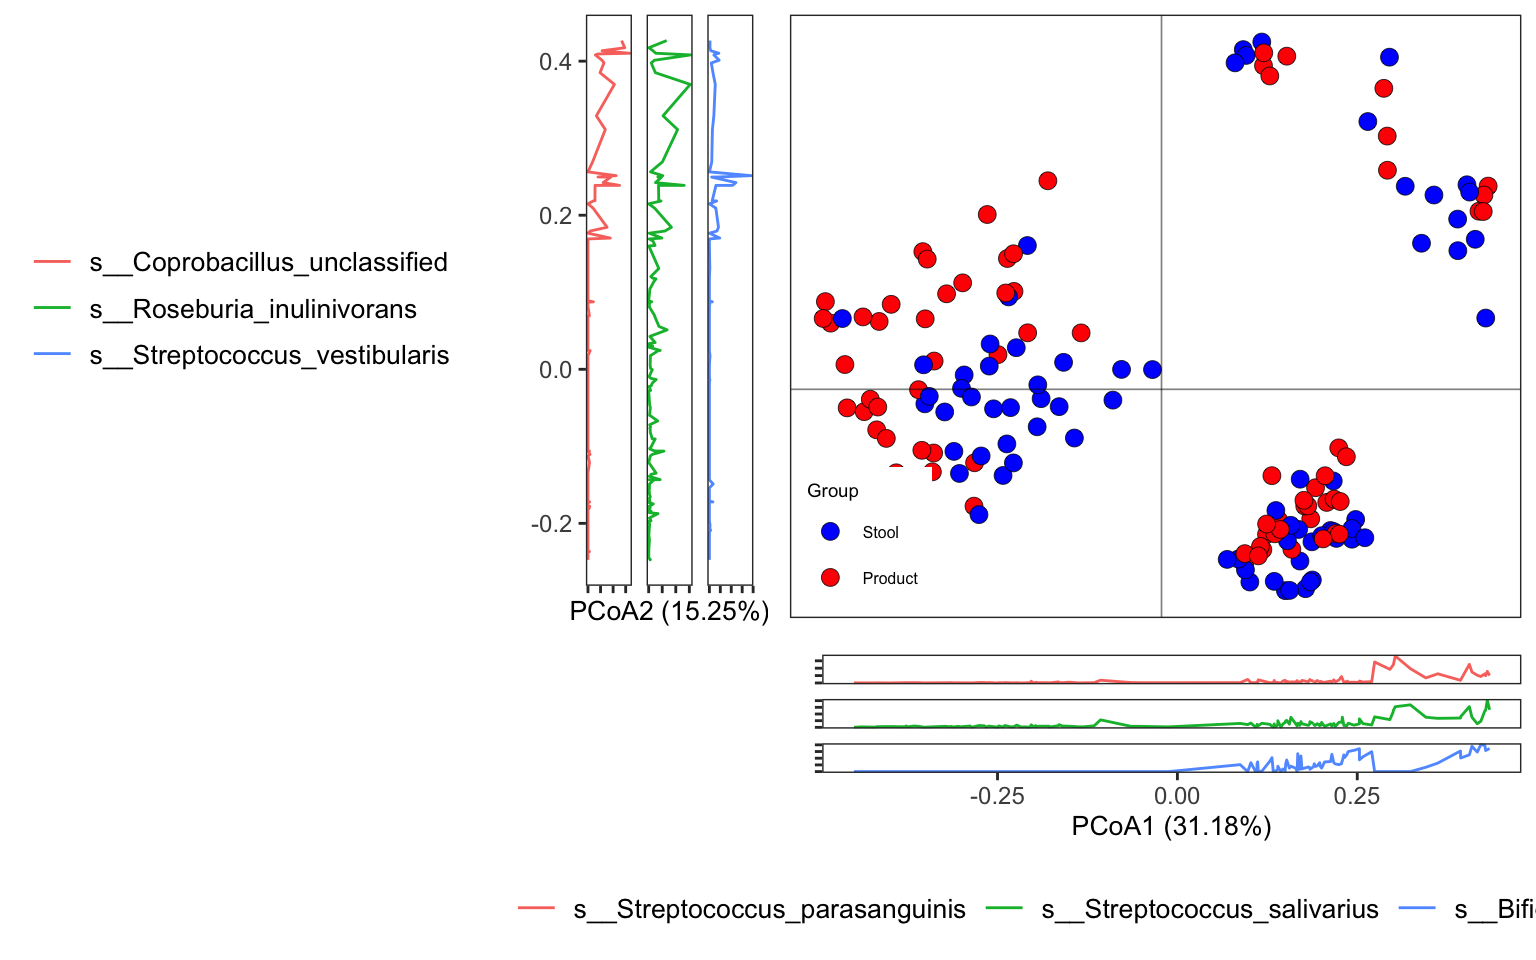 0.4
0.2
0.0
-0.2
PCoA2 (15.25%)
s__Coprobacillus_unclassified
s__Roseburia_inulinivorans
s__Streptococcus_vestibularis
Group
Stool
Product
-0.25 0.00 0.25
PCoA1 (31.18%)
s__Streptococcus_parasanguinis s__Streptococcus_salivarius